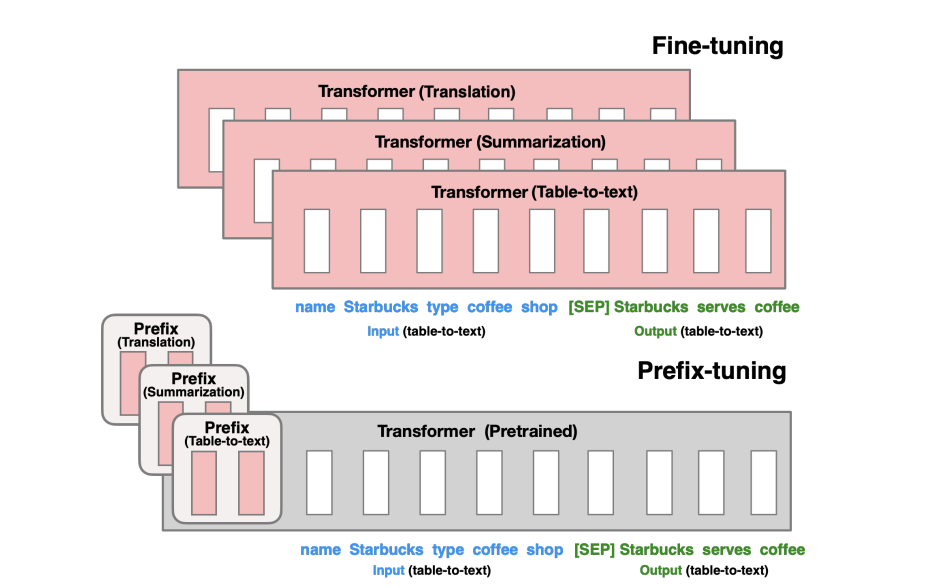 Fine-tuning
Transformer (Translation)
Transformer (Summarization)
Transformer (Table-to-text)
name Starbucks type coffee shop [SEP] Starbucks serves coffee
Input (table-to-text) Output (table-to-text)
Prefix-tuning
Prefix
(Translation)
Prefix
(Summarization)
Prefix
(Table-to-text)
Transformer (Pretrained)
name Starbucks type coffee shop [SEP] Starbucks serves coffee
Input (table-to-text) Output (table-to-text)